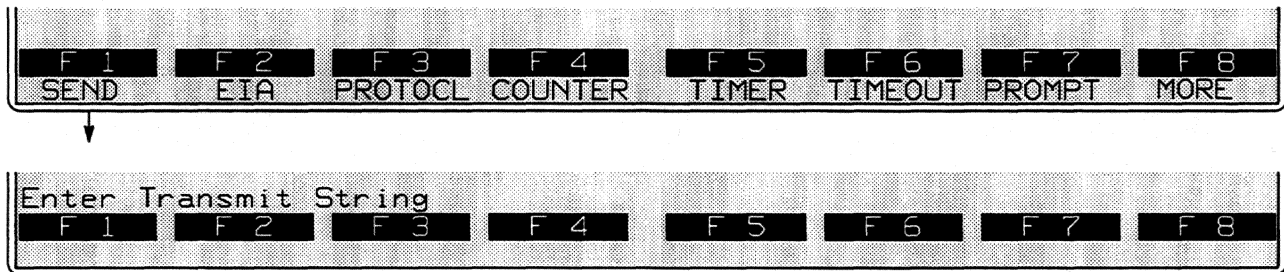 F 1 F 2 F 3 F 4 F 5 F 6 F 7 F 8
SEND EIA PROTOCL COUNTER TIMER TIMEOUT PROMPT MORE
Enter Transmit String
F 1 F 2 F 3 F 4 F 5 F 6 F 7 F 8